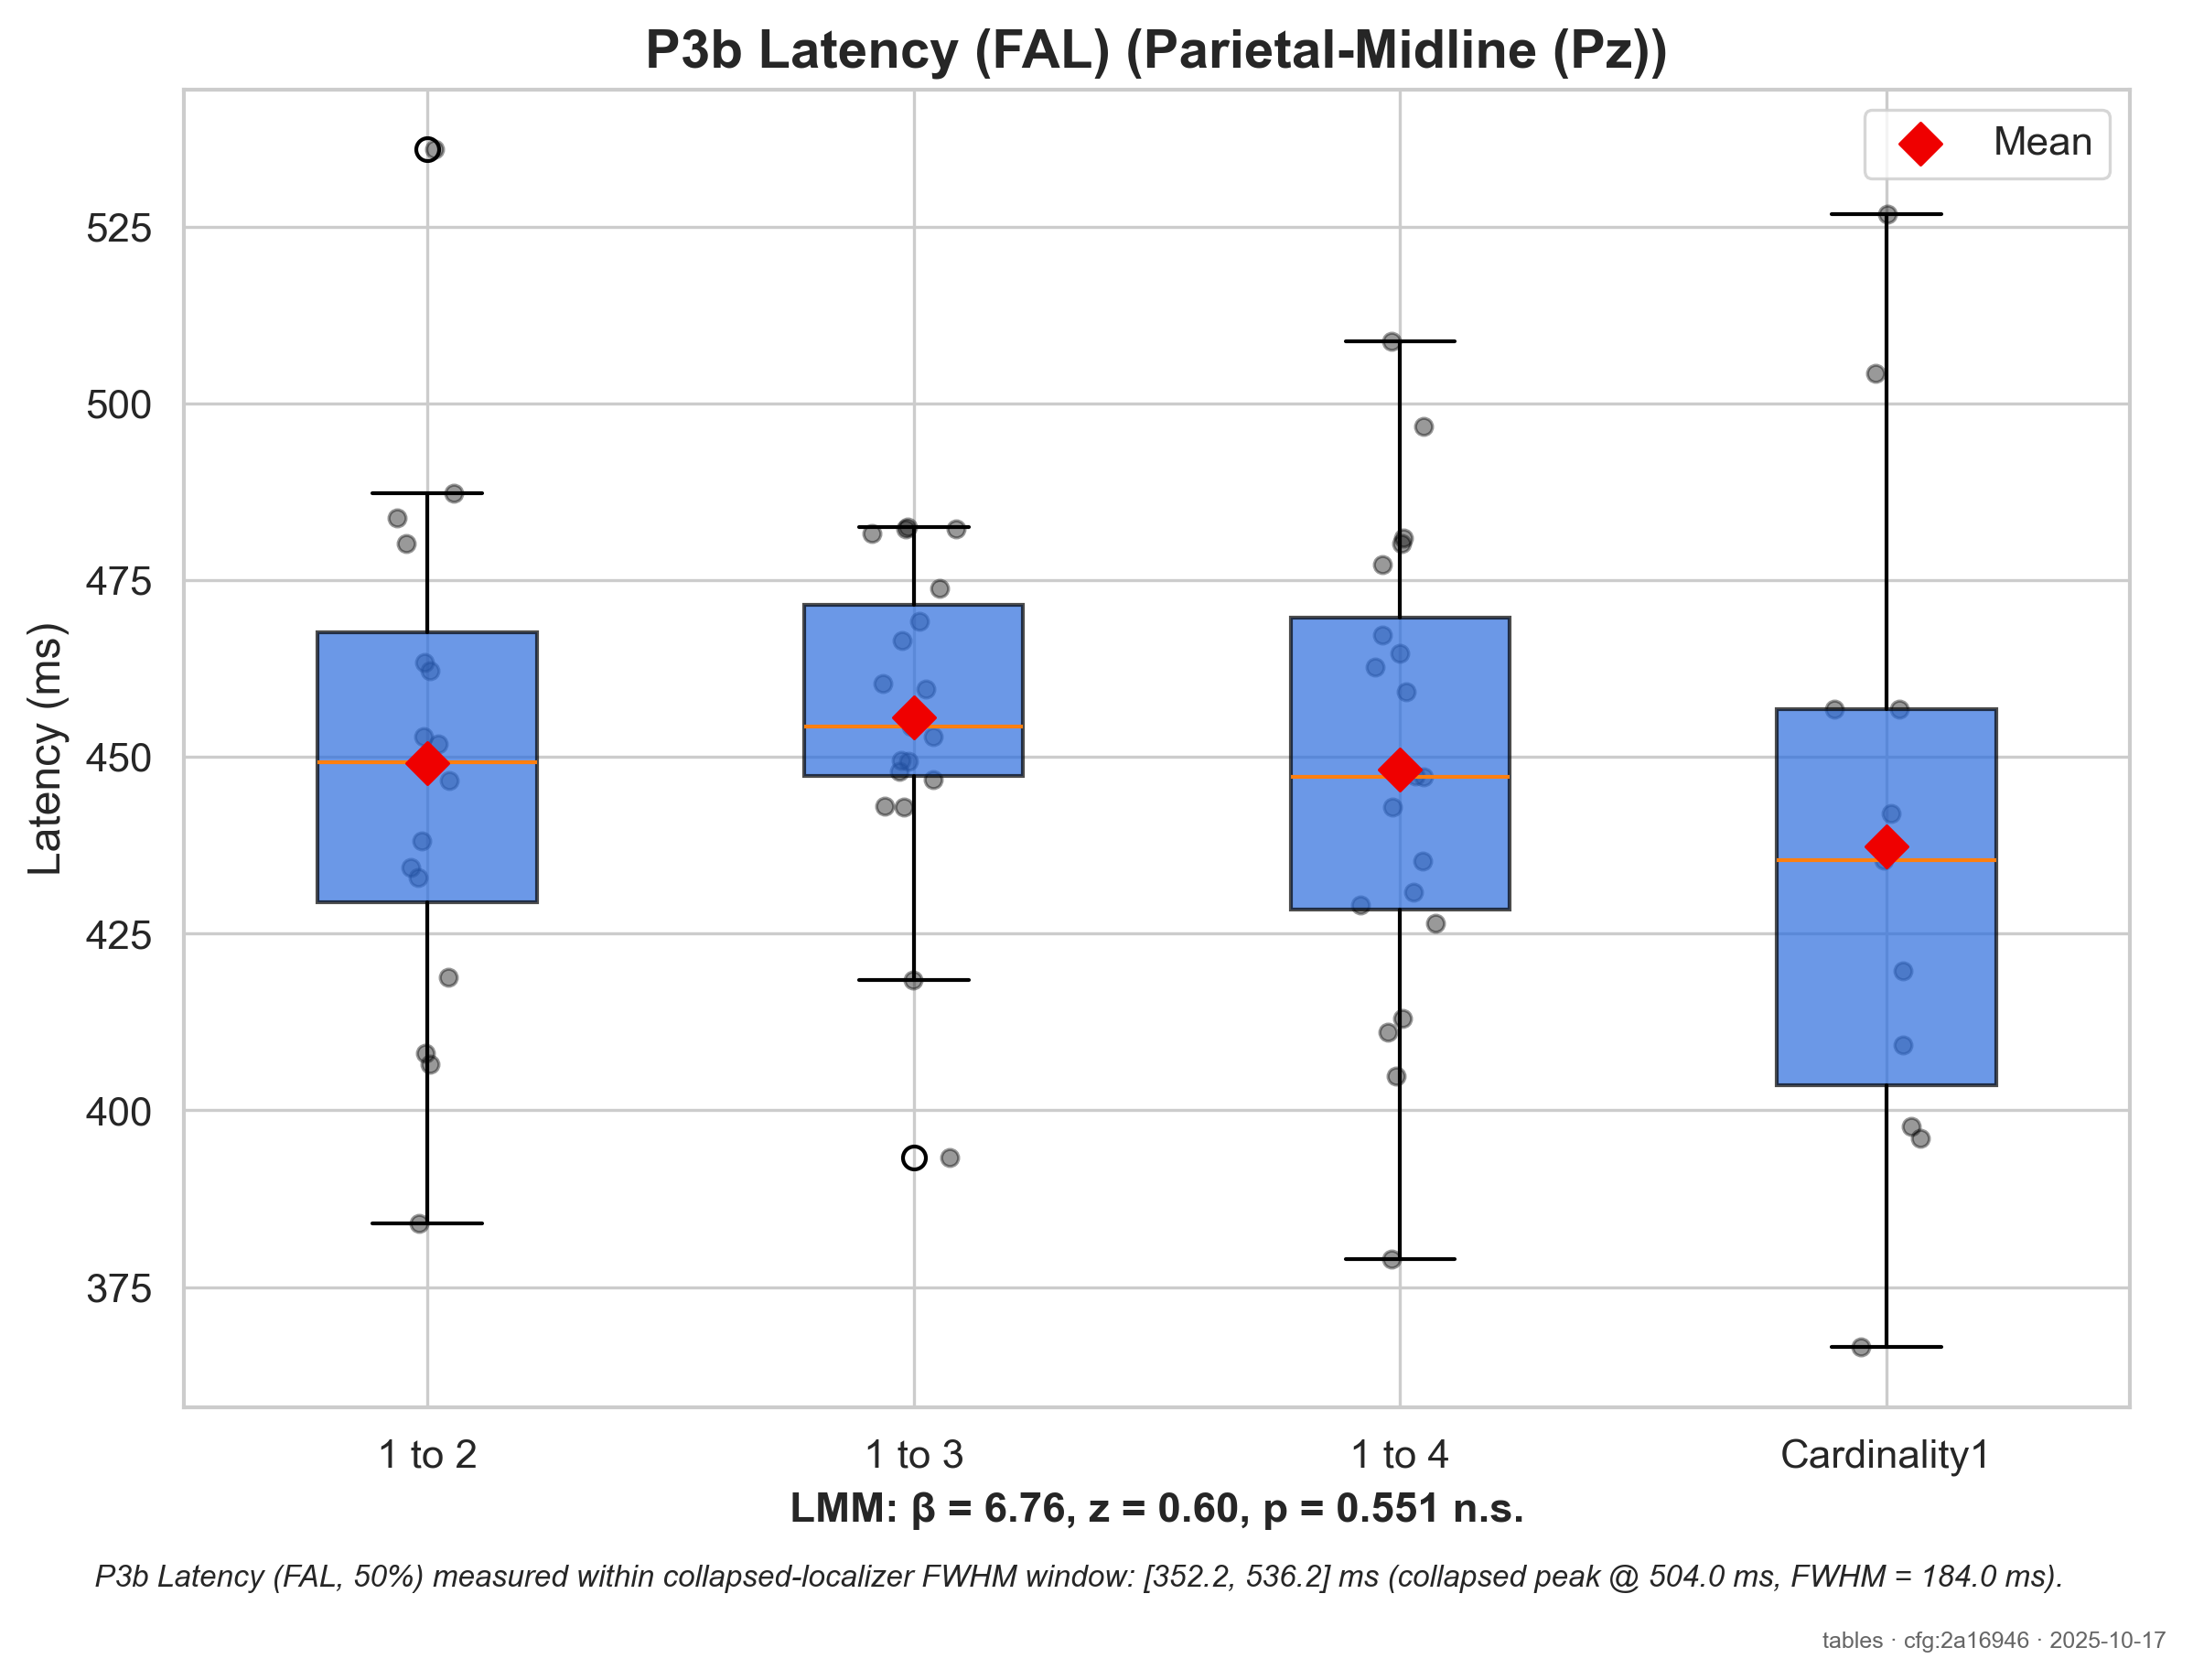 P3b Latency (FAL) (Parietal-Midline (Pz))
Mean
Latency (ms)
525
500
475
450
425
400
375
1 to 2
1 to 3
1 to 4
Cardinality1
LMM: β = 6.76, z = 0.60, p = 0.551 n.s.
P3b Latency (FAL, 50%) measured within collapsed-localizer FWHM window: [352.2, 536.2] ms (collapsed peak @ 504.0 ms, FWHM = 184.0 ms).
tables · cfg:2a16946 · 2025-10-17